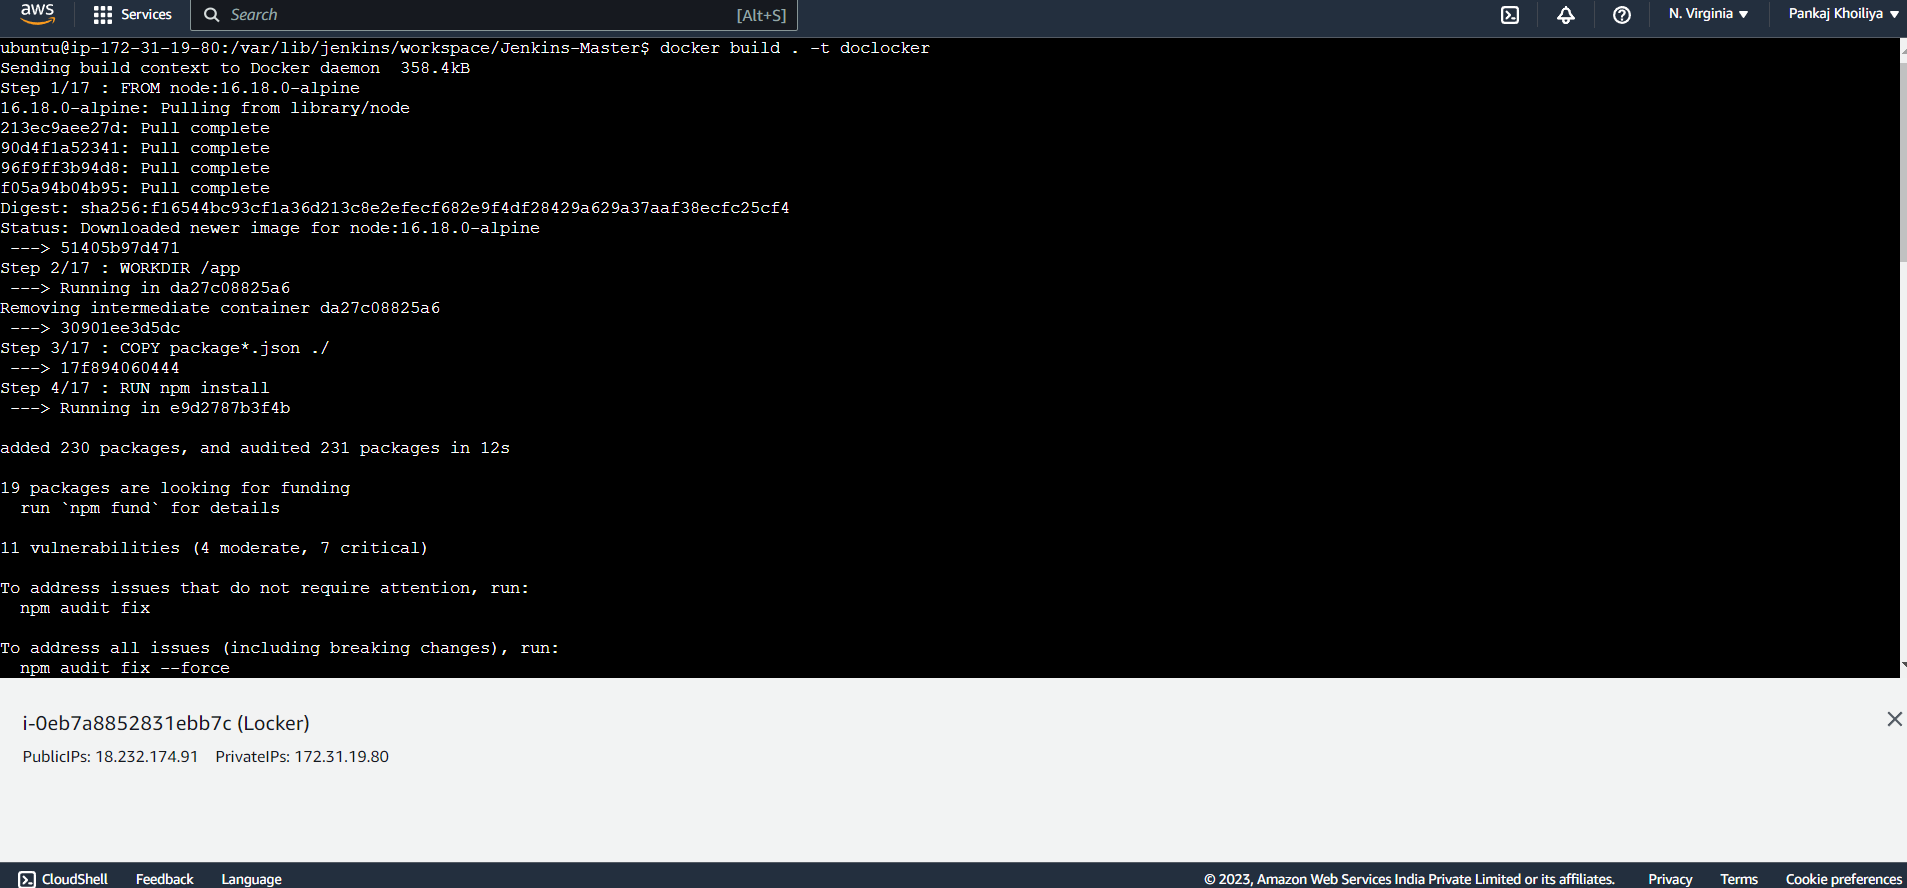 aws Services Search [Alt+S] N. Virginia Pankaj Khoiliya
ubuntu@ip-172-31-19-80:/var/lib/jenkins/workspace/Jenkins-Master$ docker build . -t doclocker
Sending build context to Docker daemon  358.4kB
Step 1/17 : FROM node:16.18.0-alpine
16.18.0-alpine: Pulling from library/node
213ec9aee27d: Pull complete
90d4f1a52341: Pull complete
96f9ff3b94d8: Pull complete
f05a94b04b95: Pull complete
Digest: sha256:f16544bc93cf1a36d213c8e2efecf682e9f4df28429a629a37aaf38ecfc25cf4
Status: Downloaded newer image for node:16.18.0-alpine
 ---> 51405b97d471
Step 2/17 : WORKDIR /app
 ---> Running in da27c08825a6
Removing intermediate container da27c08825a6
 ---> 30901ee3d5dc
Step 3/17 : COPY package*.json ./
 ---> 17f894060444
Step 4/17 : RUN npm install
 ---> Running in e9d2787b3f4b
added 230 packages, and audited 231 packages in 12s
19 packages are looking for funding
  run `npm fund` for details
11 vulnerabilities (4 moderate, 7 critical)
To address issues that do not require attention, run:
  npm audit fix
To address all issues (including breaking changes), run:
  npm audit fix --force
i-0eb7a8852831ebb7c (Locker)
PublicIPs: 18.232.174.91 PrivateIPs: 172.31.19.80
CloudShell Feedback Language © 2023, Amazon Web Services India Private Limited or its affiliates. Privacy Terms Cookie preferences